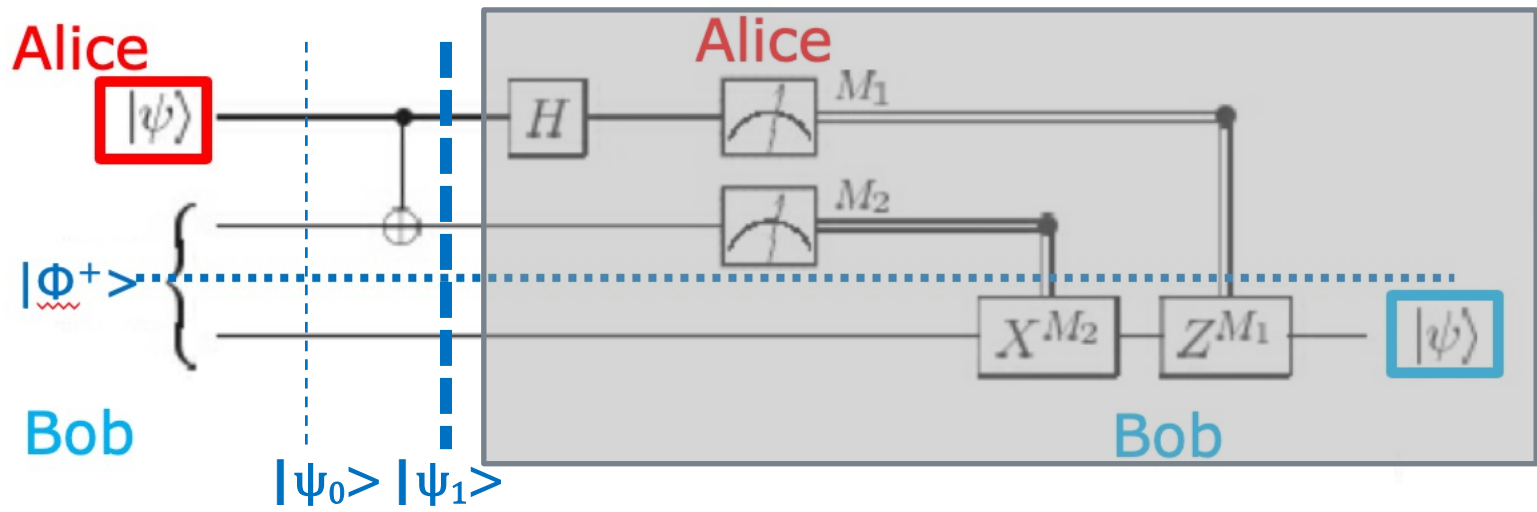 Alice
Alice
|ψ⟩
H
M₁
M₂
|Φ⁺>
X^M₂
Z^M₁
|ψ⟩
Bob
Bob
|ψ₀> |ψ₁>